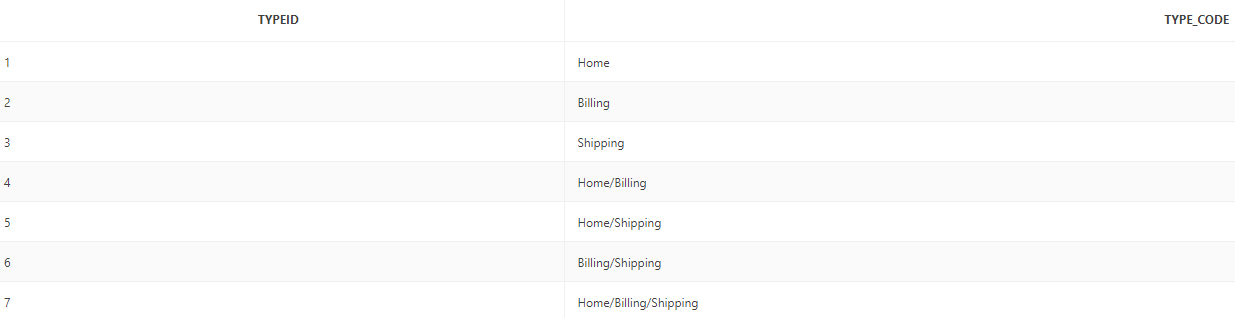 TYPEID TYPE_CODE
1 Home
2 Billing
3 Shipping
4 Home/Billing
5 Home/Shipping
6 Billing/Shipping
7 Home/Billing/Shipping